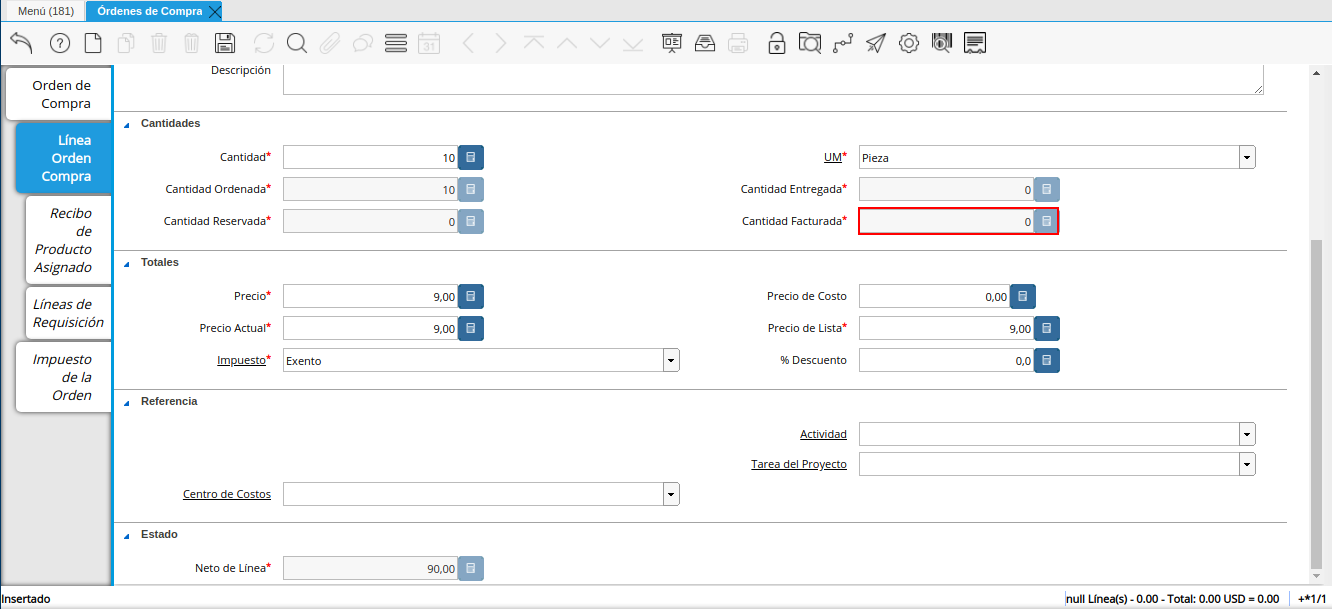 Menú (181)
Órdenes de Compra
31
Orden de
Compra
Línea
Orden
Compra
Recibo
de
Producto
Asignado
Líneas de
Requisición
Impuesto
de la
Orden
Descripción
Cantidades
Cantidad* 10
UM* Pieza
Cantidad Ordenada* 10
Cantidad Entregada* 0
Cantidad Reservada* 0
Cantidad Facturada* 0
Totales
Precio* 9,00
Precio de Costo 0,00
Precio Actual* 9,00
Precio de Lista* 9,00
Impuesto* Exento
% Descuento 0,0
Referencia
Actividad
Tarea del Proyecto
Centro de Costos
Estado
Neto de Línea* 90,00
Insertado
null Línea(s) - 0.00 - Total: 0.00 USD = 0.00
+*1/1